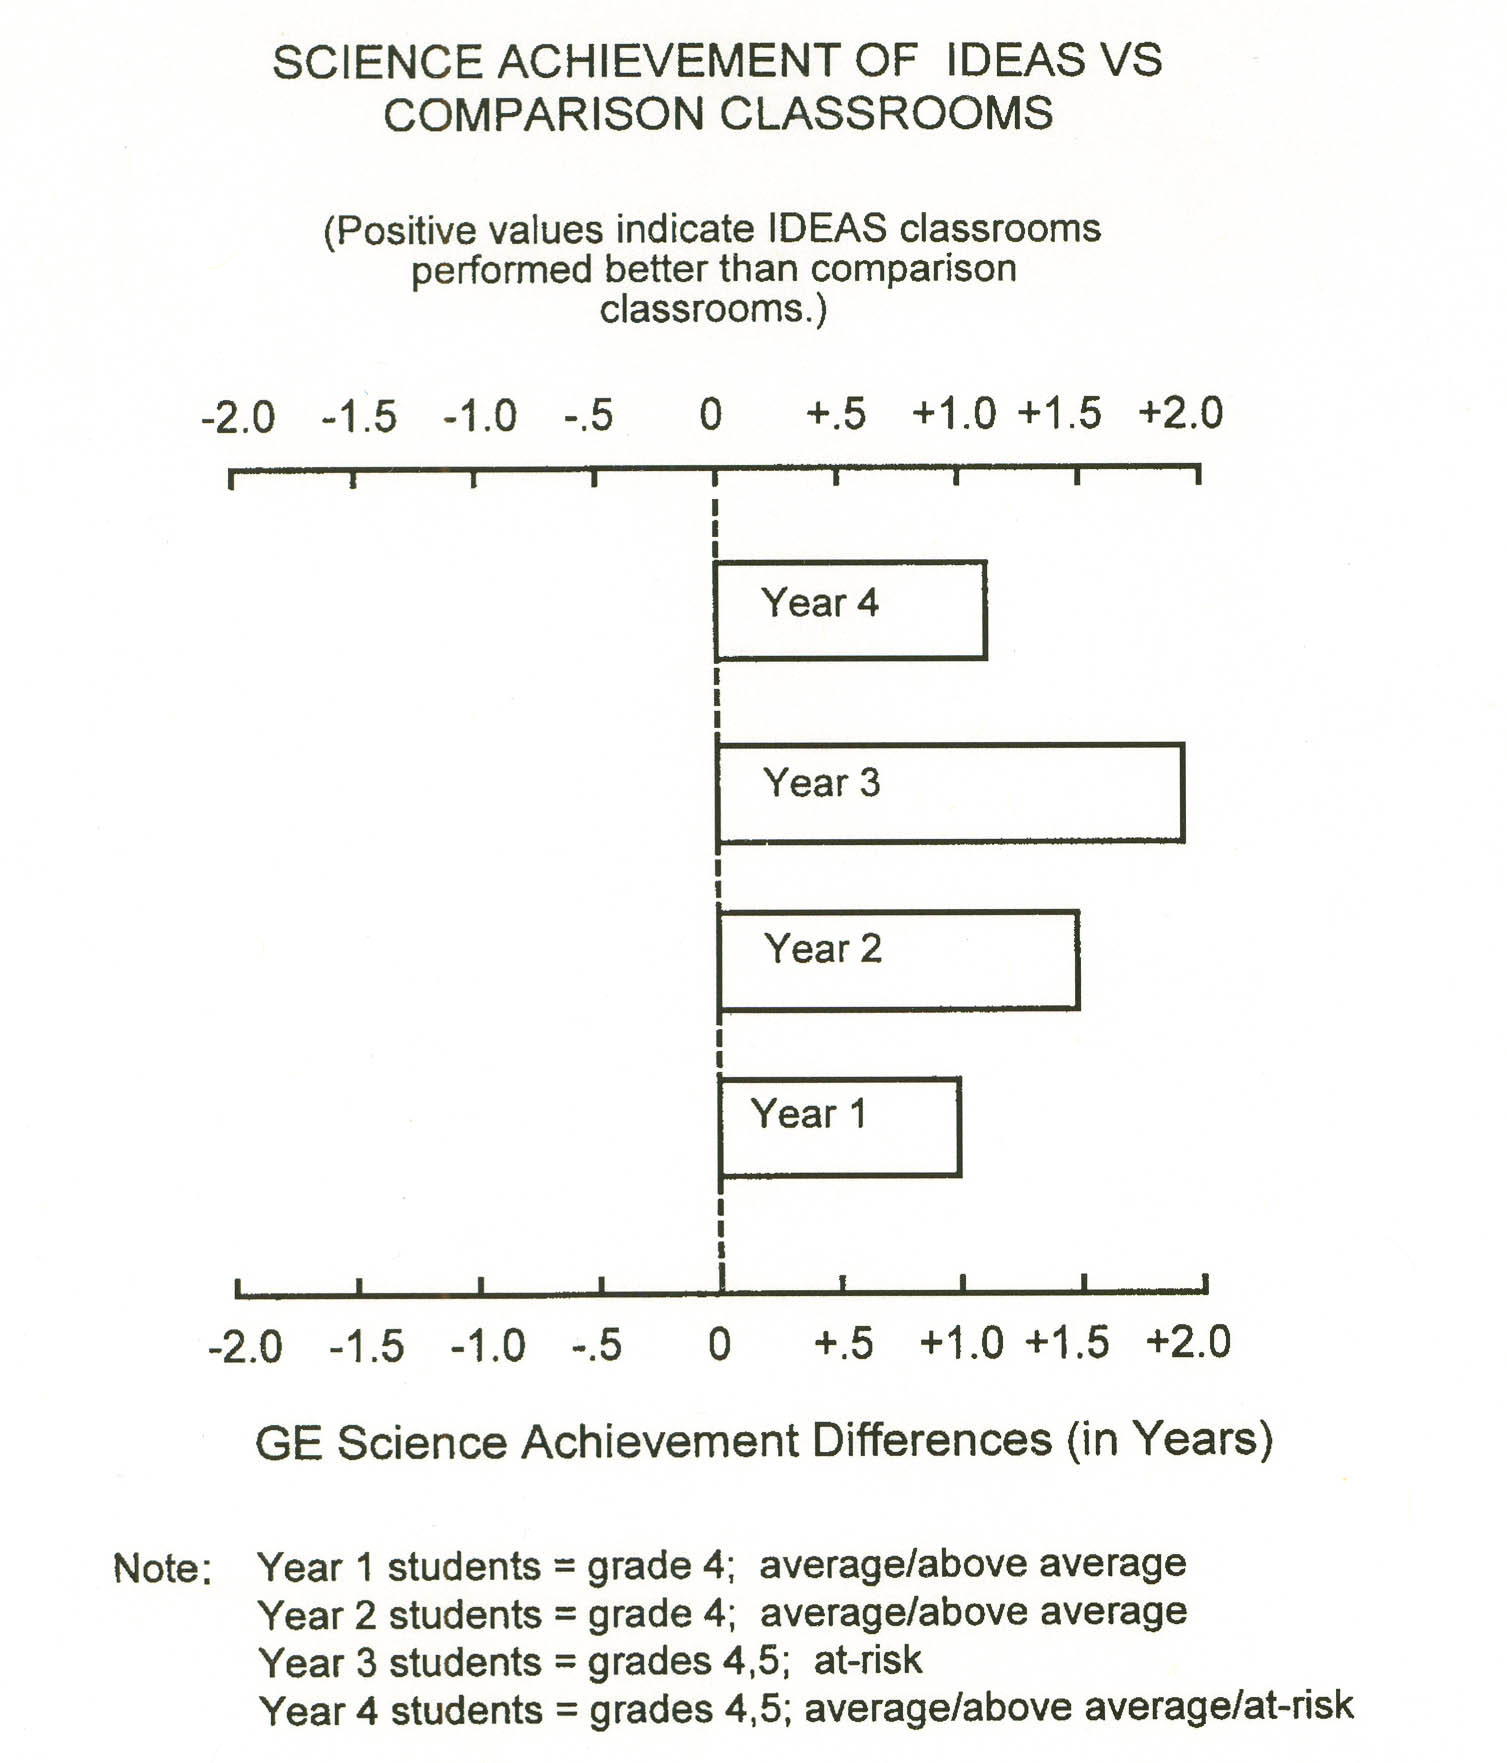 SCIENCE ACHIEVEMENT OF IDEAS VS
COMPARISON CLASSROOMS
(Positive values indicate IDEAS classrooms
performed better than comparison
classrooms.)
-2.0 -1.5 -1.0 -.5 0 +.5 +1.0 +1.5 +2.0
Year 4
Year 3
Year 2
Year 1
-2.0 -1.5 -1.0 -.5 0 +.5 +1.0 +1.5 +2.0
GE Science Achievement Differences (in Years)
Note: Year 1 students = grade 4; average/above average
Year 2 students = grade 4; average/above average
Year 3 students = grades 4,5; at-risk
Year 4 students = grades 4,5; average/above average/at-risk